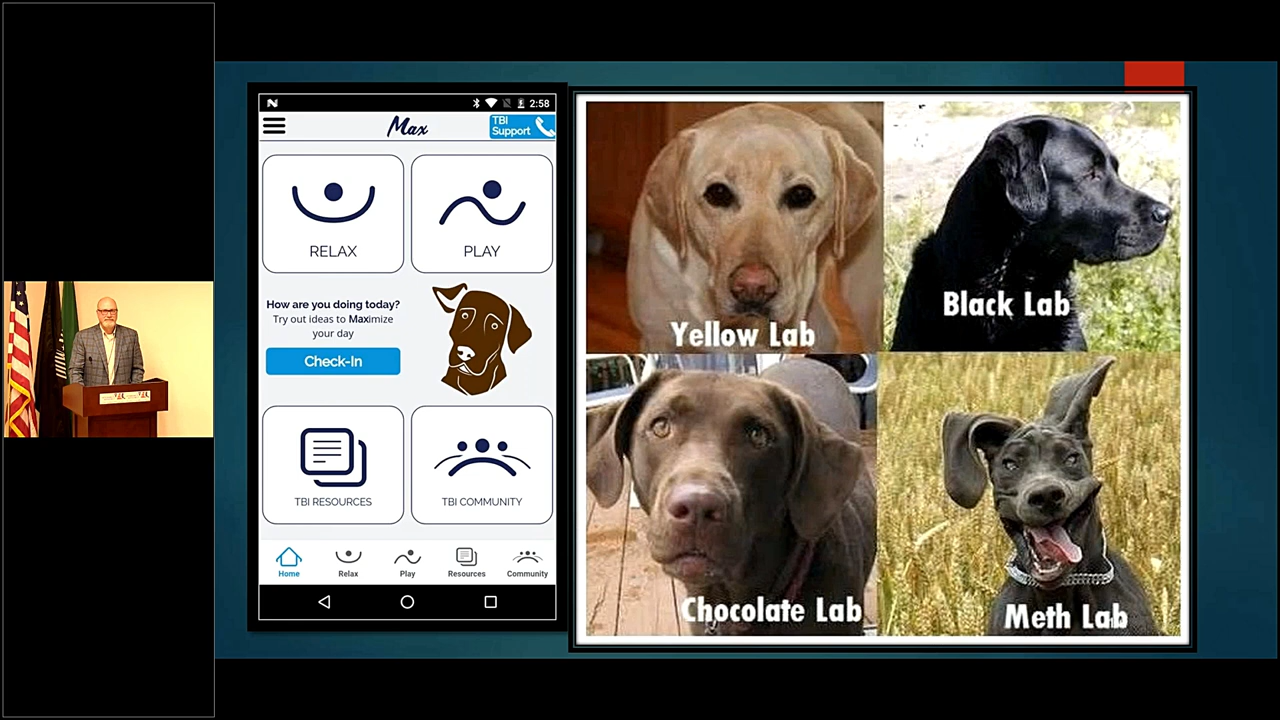 2:58
Max
TBI
Support
RELAX
PLAY
How are you doing today?
Try out ideas to Maximize
your day
Check-In
TBI RESOURCES
TBI COMMUNITY
Home
Relax
Play
Resources
Community
Yellow Lab
Black Lab
Chocolate Lab
Meth Lab